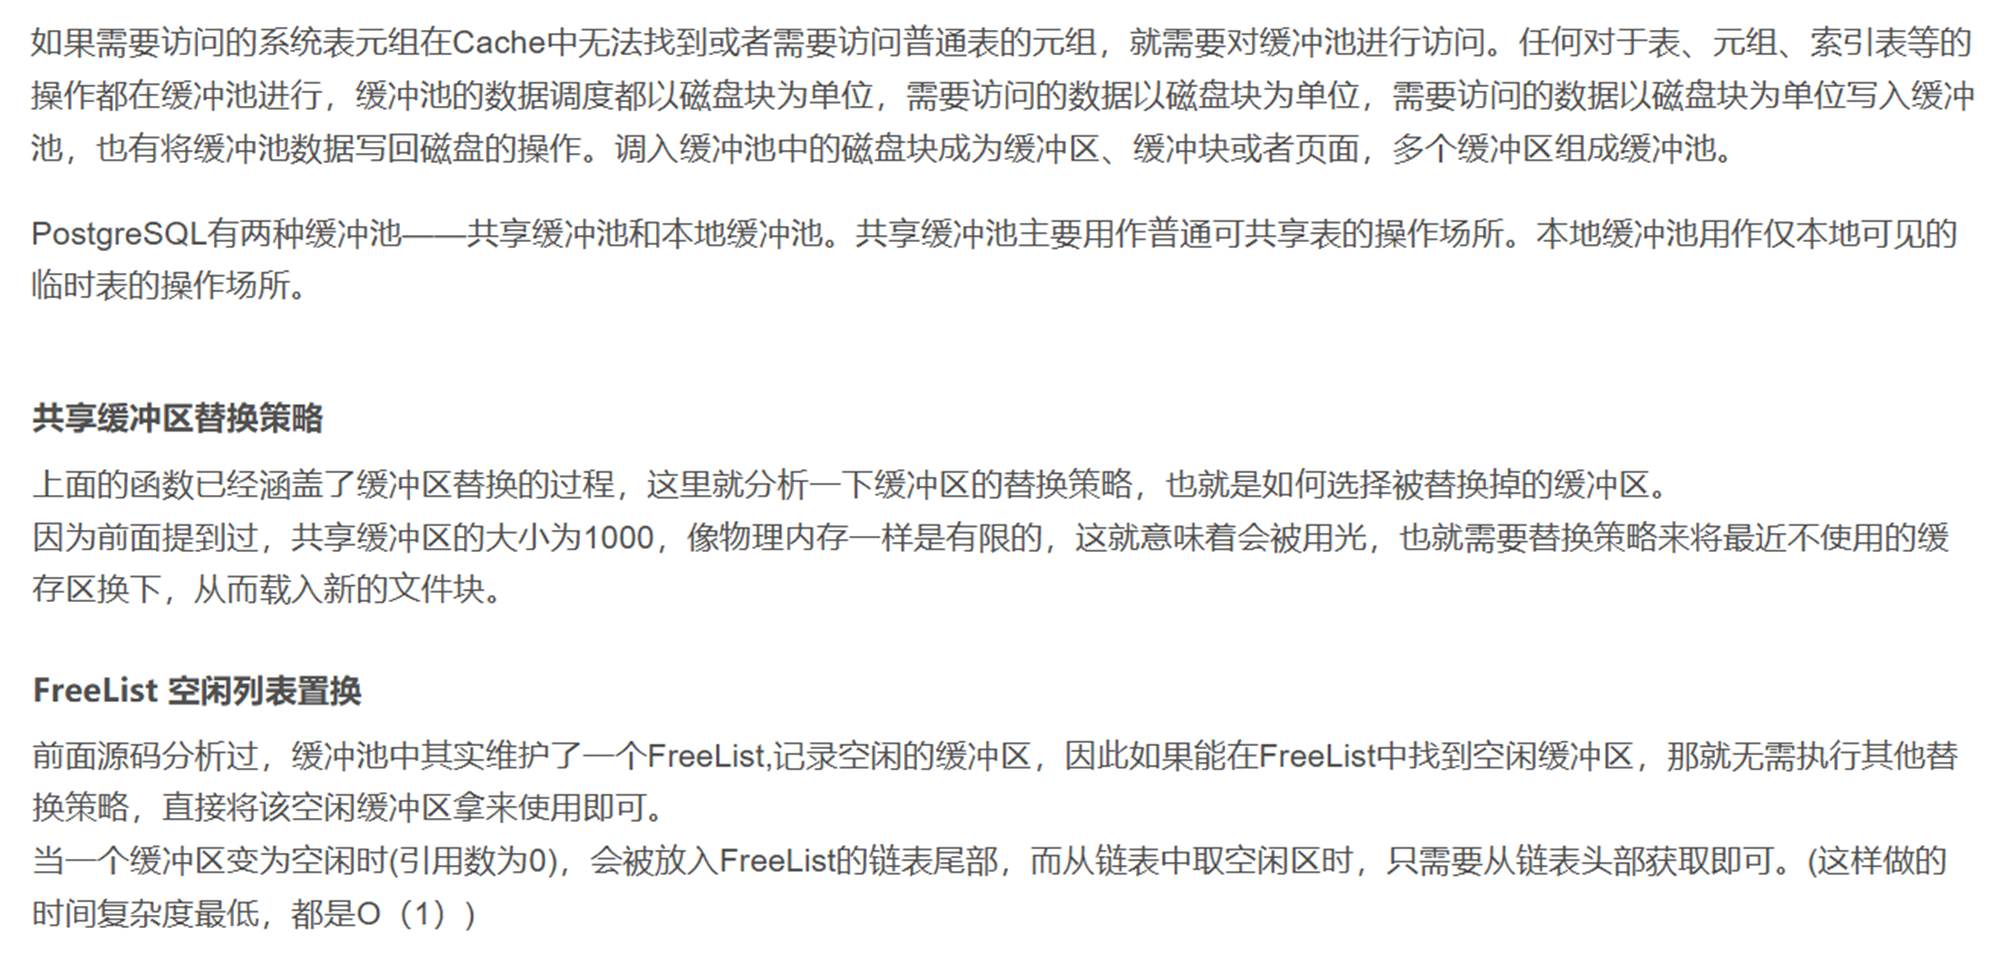 如果需要访问的系统表元组在Cache中无法找到或者需要访问普通表的元组，就需要对缓冲池进行访问。任何对于表、元组、索引表等的
操作都在缓冲池进行，缓冲池的数据调度都以磁盘块为单位，需要访问的数据以磁盘块为单位，需要访问的数据以磁盘块为单位写入缓冲
池，也有将缓冲池数据写回磁盘的操作。调入缓冲池中的磁盘块成为缓冲区、缓冲块或者页面，多个缓冲区组成缓冲池。
PostgreSQL有两种缓冲池——共享缓冲池和本地缓冲池。共享缓冲池主要用作普通可共享表的操作场所。本地缓冲池用作仅本地可见的
临时表的操作场所。
共享缓冲区替换策略
上面的函数已经涵盖了缓冲区替换的过程，这里就分析一下缓冲区的替换策略，也就是如何选择被替换掉的缓冲区。
因为前面提到过，共享缓冲区的大小为1000，像物理内存一样是有限的，这就意味着会被用光，也就需要替换策略来将最近不使用的缓
存区换下，从而载入新的文件块。
FreeList 空闲列表置换
前面源码分析过，缓冲池中其实维护了一个FreeList,记录空闲的缓冲区，因此如果能在FreeList中找到空闲缓冲区，那就无需执行其他替
换策略，直接将该空闲缓冲区拿来使用即可。
当一个缓冲区变为空闲时(引用数为0)，会被放入FreeList的链表尾部，而从链表中取空闲区时，只需要从链表头部获取即可。(这样做的
时间复杂度最低，都是O（1）)